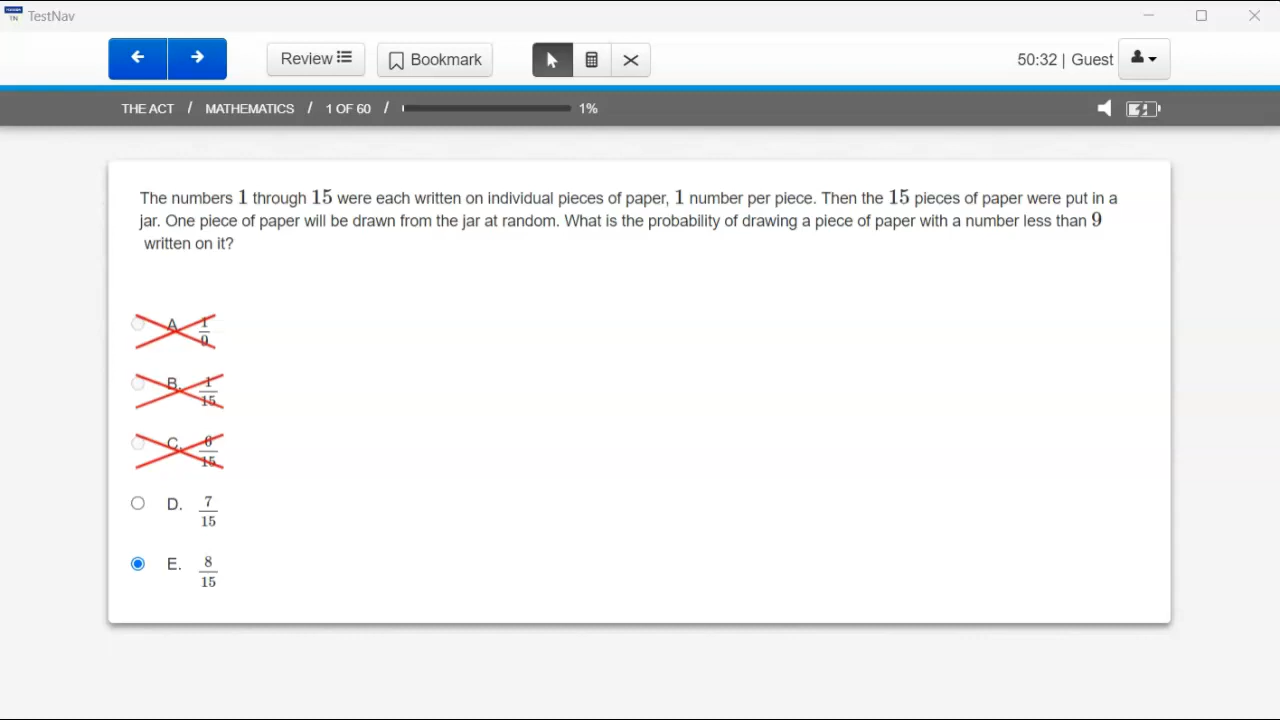 TestNav
Review
Bookmark
50:32 | Guest
THE ACT / MATHEMATICS / 1 OF 60 / 1%
The numbers 1 through 15 were each written on individual pieces of paper, 1 number per piece. Then the 15 pieces of paper were put in a
jar. One piece of paper will be drawn from the jar at random. What is the probability of drawing a piece of paper with a number less than 9
written on it?
A. 1/9
B. 1/15
C. 6/15
D. 7/15
E. 8/15